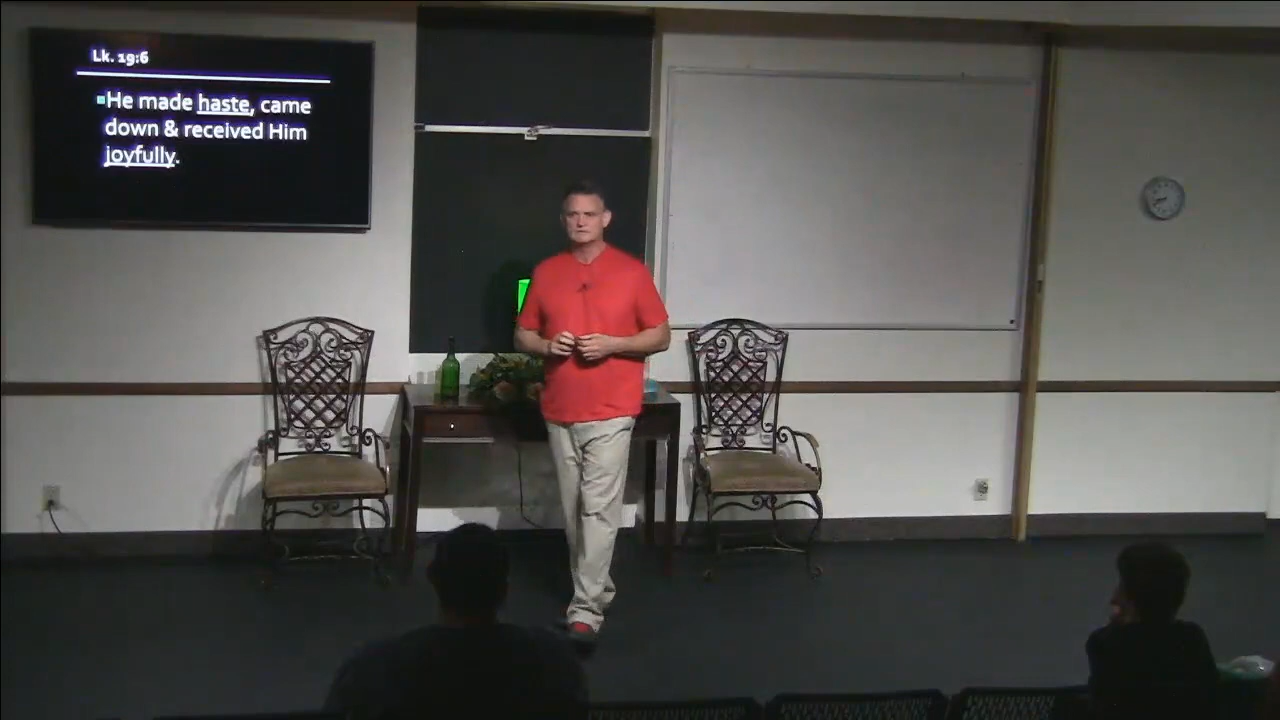 Lk. 19:6
▪He made haste, came
down & received Him
joyfully.